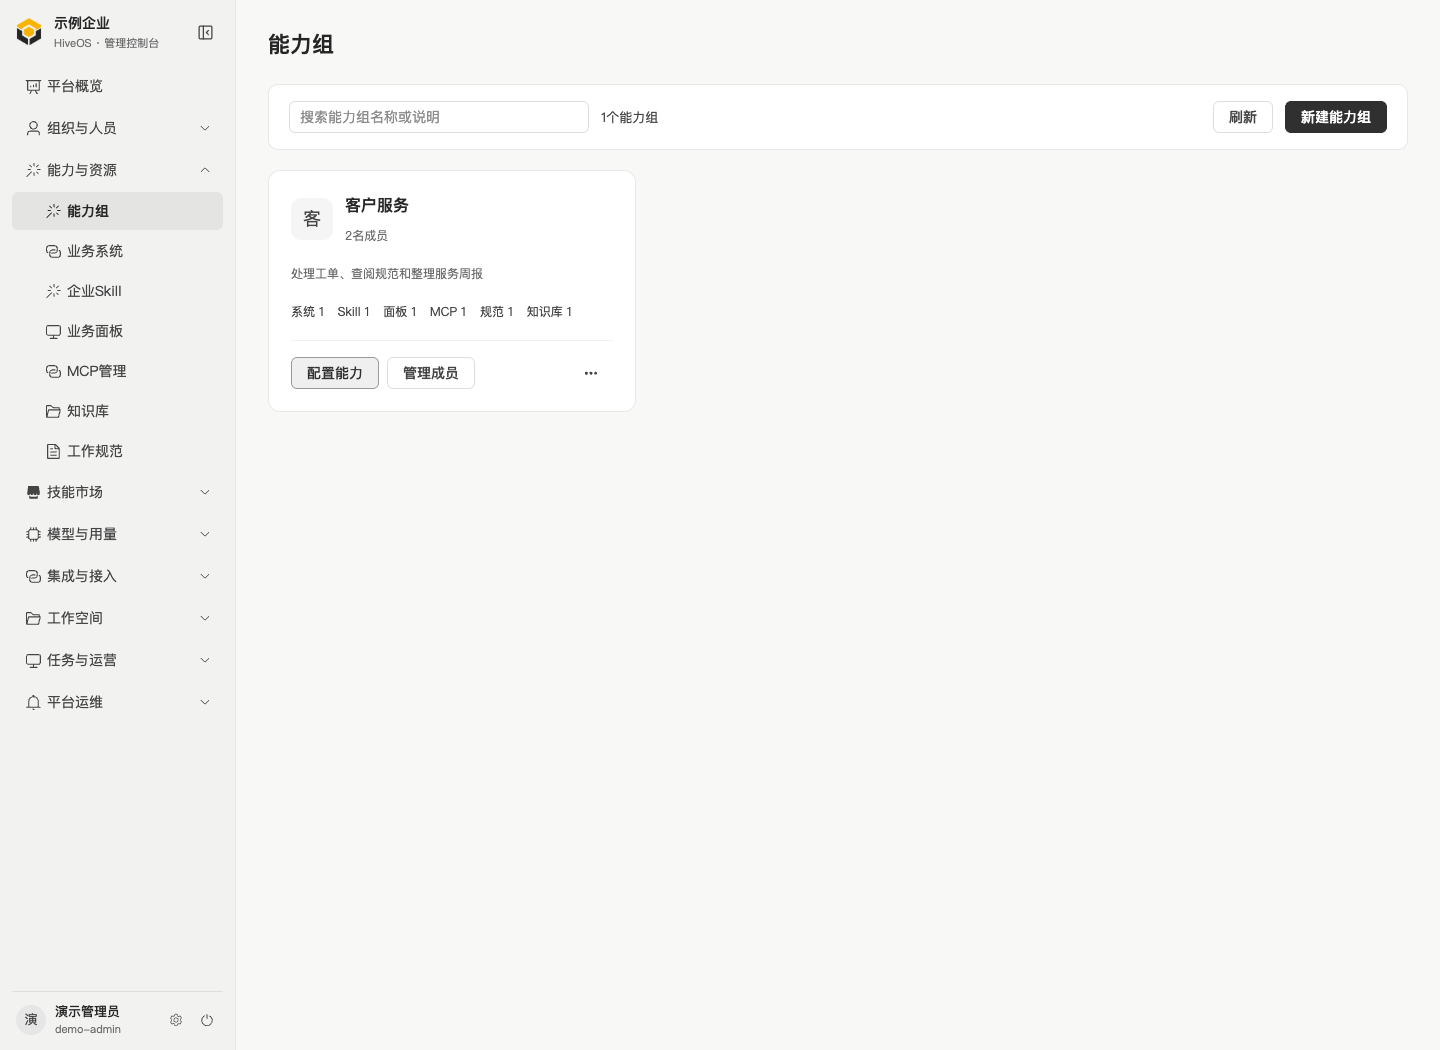 示例企业
HiveOS · 管理控制台
平台概览
组织与人员
能力与资源
能力组
业务系统
企业Skill
业务面板
MCP管理
知识库
工作规范
技能市场
模型与用量
集成与接入
工作空间
任务与运营
平台运维
演
演示管理员
demo-admin
能力组
搜索能力组名称或说明
1个能力组
刷新
新建能力组
客
客户服务
2名成员
处理工单、查阅规范和整理服务周报
系统 1 Skill 1 面板 1 MCP 1 规范 1 知识库 1
配置能力
管理成员